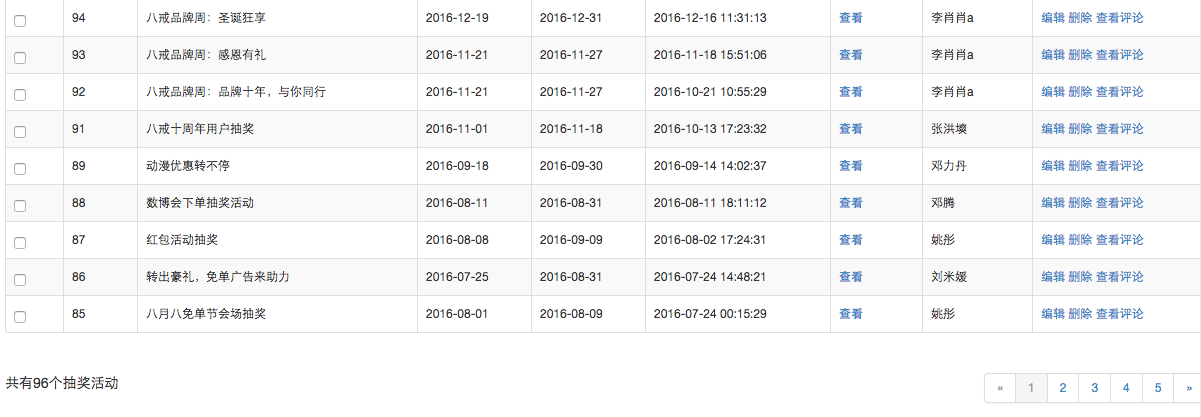 94 八戒品牌周：圣诞狂享 2016-12-19 2016-12-31 2016-12-16 11:31:13 查看 李肖肖a 编辑 删除 查看评论
93 八戒品牌周：感恩有礼 2016-11-21 2016-11-27 2016-11-18 15:51:06 查看 李肖肖a 编辑 删除 查看评论
92 八戒品牌周：品牌十年，与你同行 2016-11-21 2016-11-27 2016-10-21 10:55:29 查看 李肖肖a 编辑 删除 查看评论
91 八戒十周年用户抽奖 2016-11-01 2016-11-18 2016-10-13 17:23:32 查看 张洪 编辑 删除 查看评论
89 动漫优惠转不停 2016-09-18 2016-09-30 2016-09-14 14:02:37 查看 邓力丹 编辑 删除 查看评论
88 数博会下单抽奖活动 2016-08-11 2016-08-31 2016-08-11 18:11:12 查看 邓腾 编辑 删除 查看评论
87 红包活动抽奖 2016-08-08 2016-09-09 2016-08-02 17:24:31 查看 姚彤 编辑 删除 查看评论
86 转出豪礼，免单广告来助力 2016-07-25 2016-08-31 2016-07-24 14:48:21 查看 刘米媛 编辑 删除 查看评论
85 八月八免单节会场抽奖 2016-08-01 2016-08-09 2016-07-24 00:15:29 查看 姚彤 编辑 删除 查看评论
共有96个抽奖活动 « 1 2 3 4 5 »